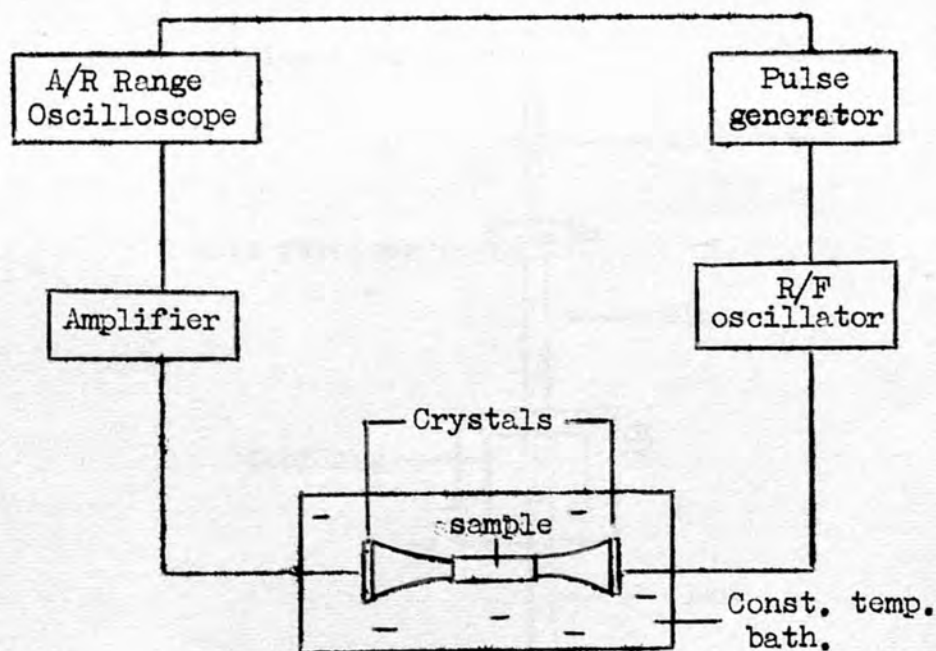 A/R Range
Oscilloscope
Pulse
generator
Amplifier
R/F
oscillator
Crystals
sample
Const. temp.
bath.